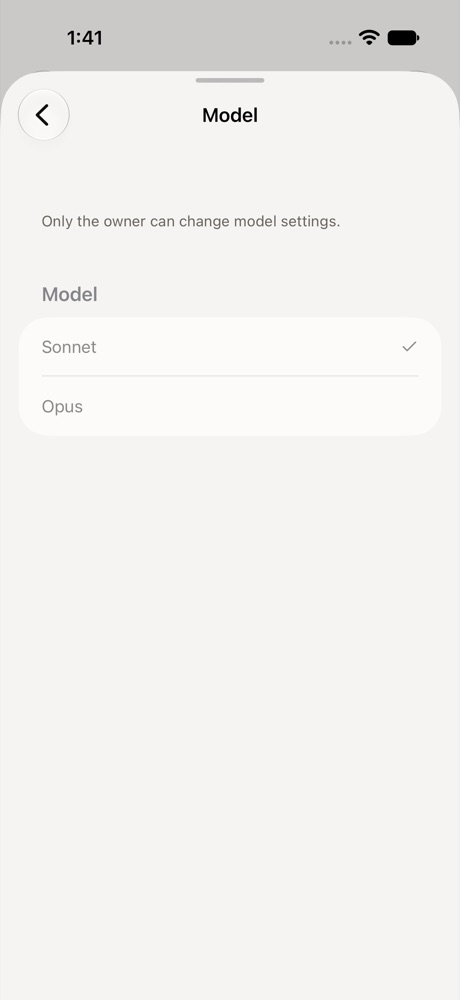 1:41
Model
Only the owner can change model settings.
Model
Sonnet
Opus